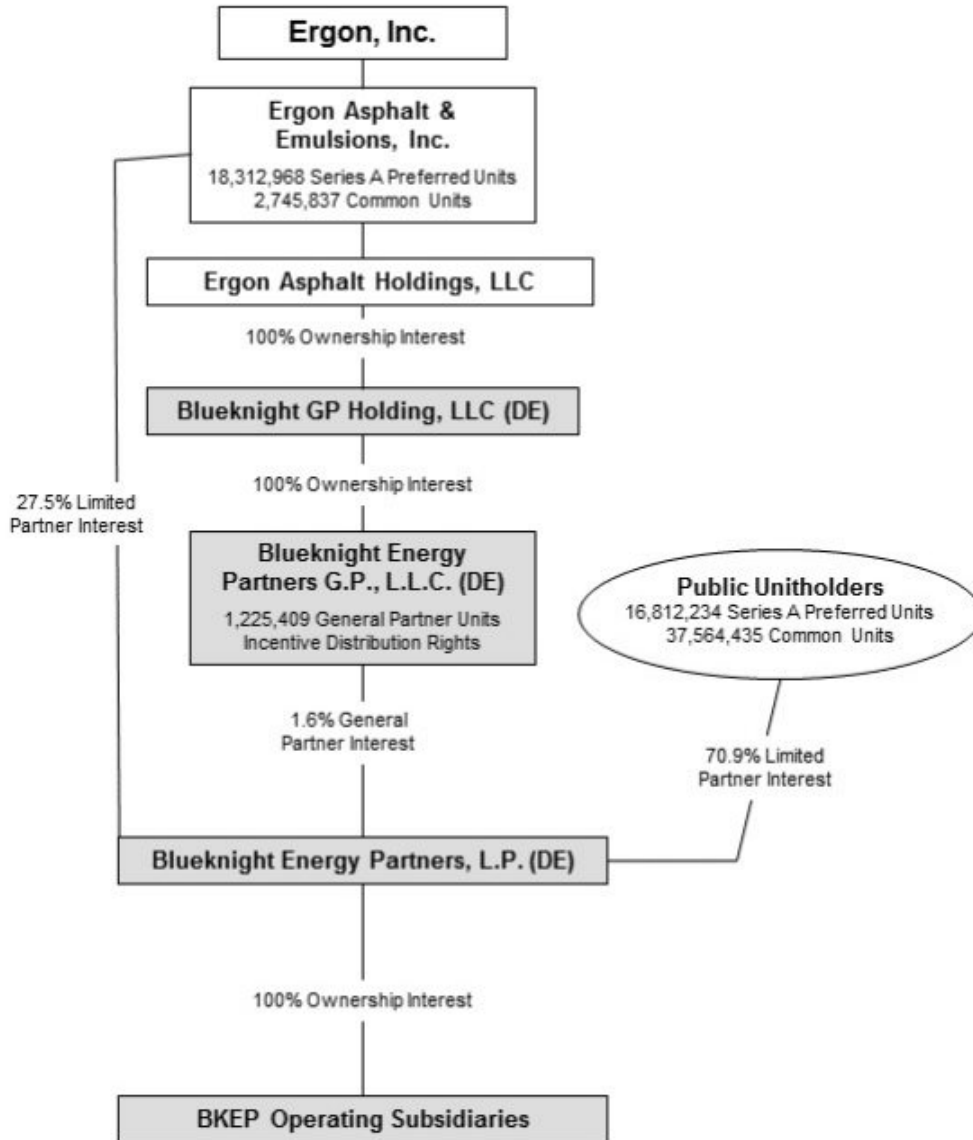 Ergon, Inc.
Ergon Asphalt &
Emulsions, Inc.
18,312,968 Series A Preferred Units
2,745,837 Common Units
Ergon Asphalt Holdings, LLC
100% Ownership Interest
Blueknight GP Holding, LLC (DE)
100% Ownership Interest
27.5% Limited
Partner Interest
Blueknight Energy
Partners G.P., L.L.C. (DE)
1,225,409 General Partner Units
Incentive Distribution Rights
Public Unitholders
16,812,234 Series A Preferred Units
37,564,435 Common Units
1.6% General
Partner Interest
70.9% Limited
Partner Interest
Blueknight Energy Partners, L.P. (DE)
100% Ownership Interest
BKEP Operating Subsidiaries